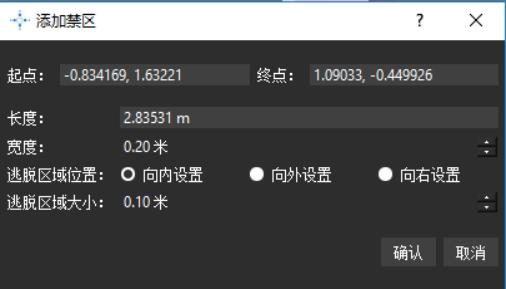 添加禁区 ?
起点： -0.834169, 1.63221 终点： 1.09033, -0.449926
长度： 2.83531 m
宽度： 0.20 米
逃脱区域位置： 向内设置 向外设置 向右设置
逃脱区域大小： 0.10 米
确认 取消